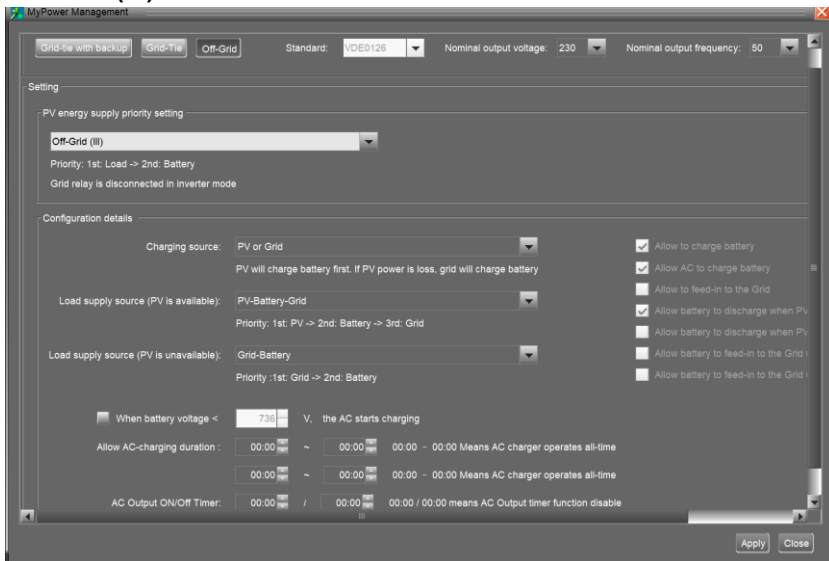 MyPower Management
Grid-tie with backup Grid-Tie Off-Grid Standard: VDE0126 Nominal output voltage: 230 Nominal output frequency: 50
Setting
PV energy supply priority setting
Off-Grid (III)
Priority: 1st: Load -> 2nd: Battery
Grid relay is disconnected in inverter mode
Configuration details
Charging source: PV or Grid
Allow to charge battery
PV will charge battery first. If PV power is loss, grid will charge battery
Allow AC to charge battery
Allow to feed-in to the Grid
Load supply source (PV is available): PV-Battery-Grid
Allow battery to discharge when PV
Priority: 1st: PV -> 2nd: Battery -> 3rd: Grid
Allow battery to discharge when PV
Load supply source (PV is unavailable): Grid-Battery
Allow battery to feed-in to the Grid
Priority :1st: Grid -> 2nd: Battery
Allow battery to feed-in to the Grid
When battery voltage < 736 V, the AC starts charging
Allow AC-charging duration : 00:00 ~ 00:00 00:00 - 00:00 Means AC charger operates all-time
00:00 ~ 00:00 00:00 - 00:00 Means AC charger operates all-time
AC Output ON/Off Timer: 00:00 / 00:00 00:00 / 00:00 means AC Output timer function disable
Apply Close